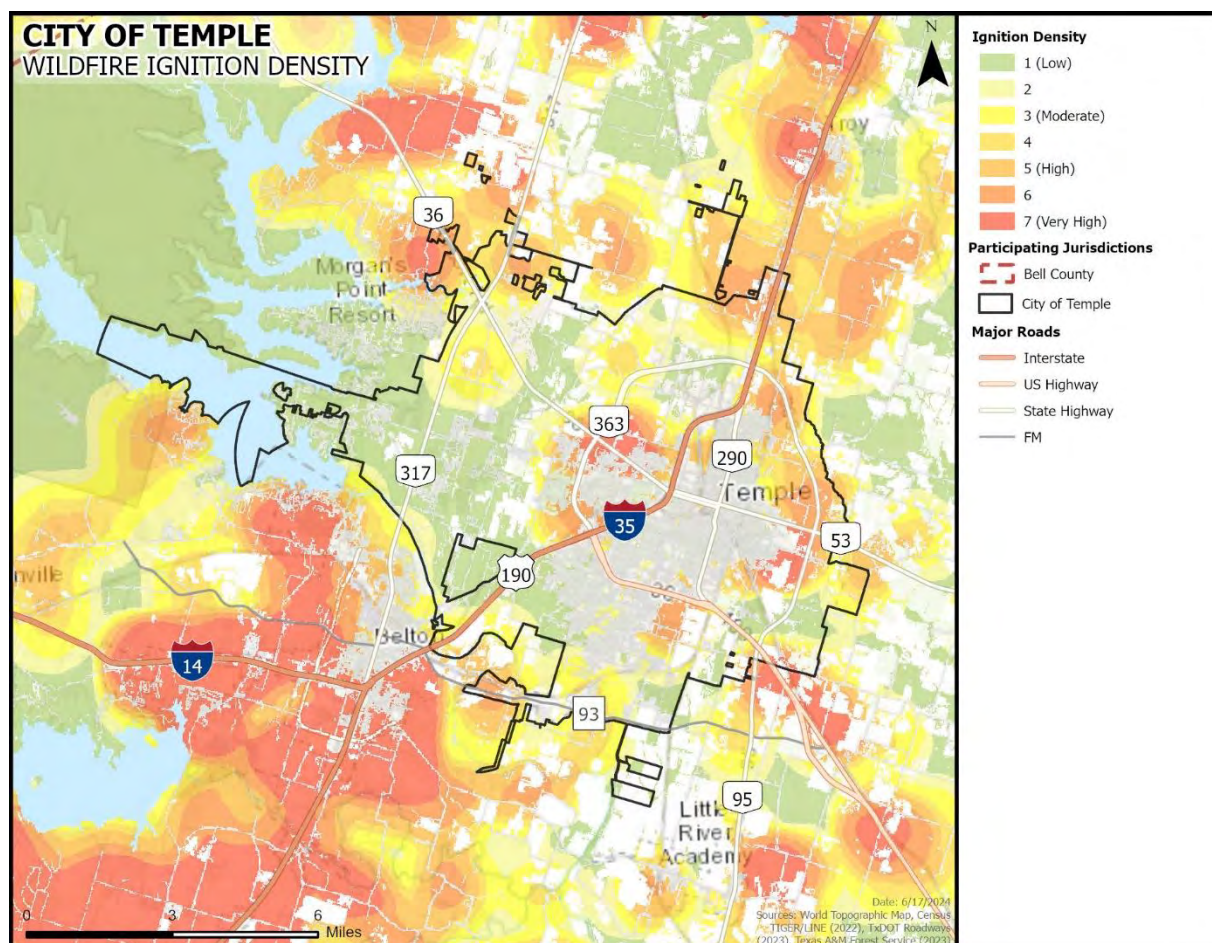 CITY OF TEMPLE
WILDFIRE IGNITION DENSITY
N
Troy
36
Morgan's
Point
Resort
363
317
290
Temple
35
53
190
nville
Belto
14
93
95
Little
River
Academy
0 3 6
Miles
Date: 6/17/2024
Sources: World Topographic Map, Census
TIGER/LINE (2022), TxDOT Roadways
(2023), Texas A&M Forest Service (2023)
Ignition Density
1 (Low)
2
3 (Moderate)
4
5 (High)
6
7 (Very High)
Participating Jurisdictions
Bell County
City of Temple
Major Roads
Interstate
US Highway
State Highway
FM